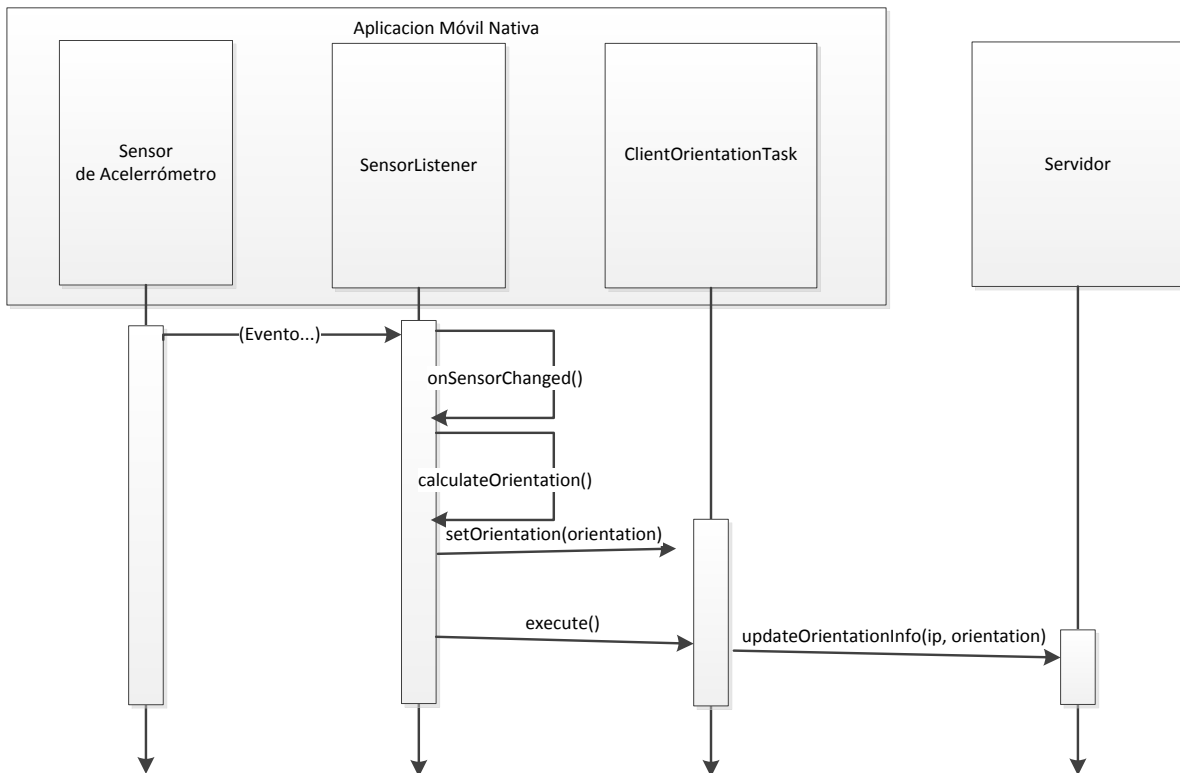 Aplicacion Móvil Nativa
Sensor
de Acelerrómetro
SensorListener
ClientOrientationTask
Servidor
(Evento...)
onSensorChanged()
calculateOrientation()
setOrientation(orientation)
execute()
updateOrientationInfo(ip, orientation)